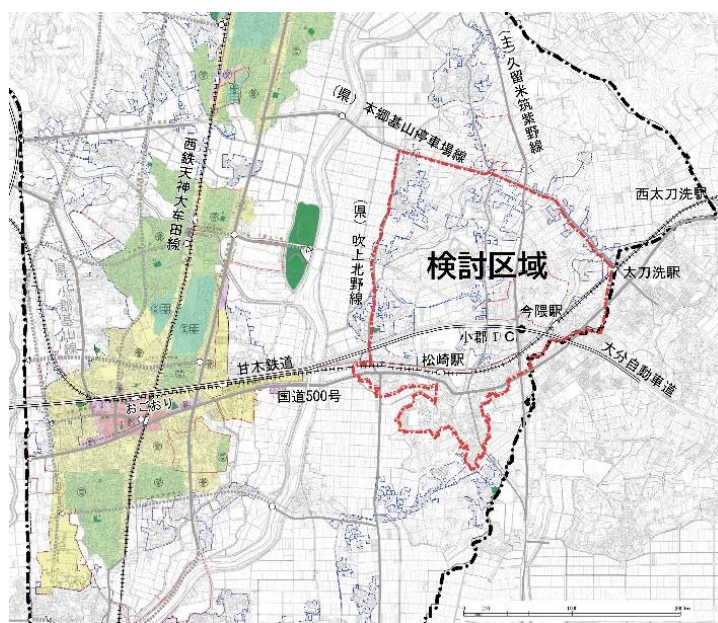 (主)久留米筑紫野線
(県)本郷基山停車場線
西鉄天神大牟田線
(県)吹上北野線
西太刀洗駅
検討区域
太刀洗駅
今隈駅
小郡IC
大分自動車道
甘木鉄道
松崎駅
国道500号
おごおり